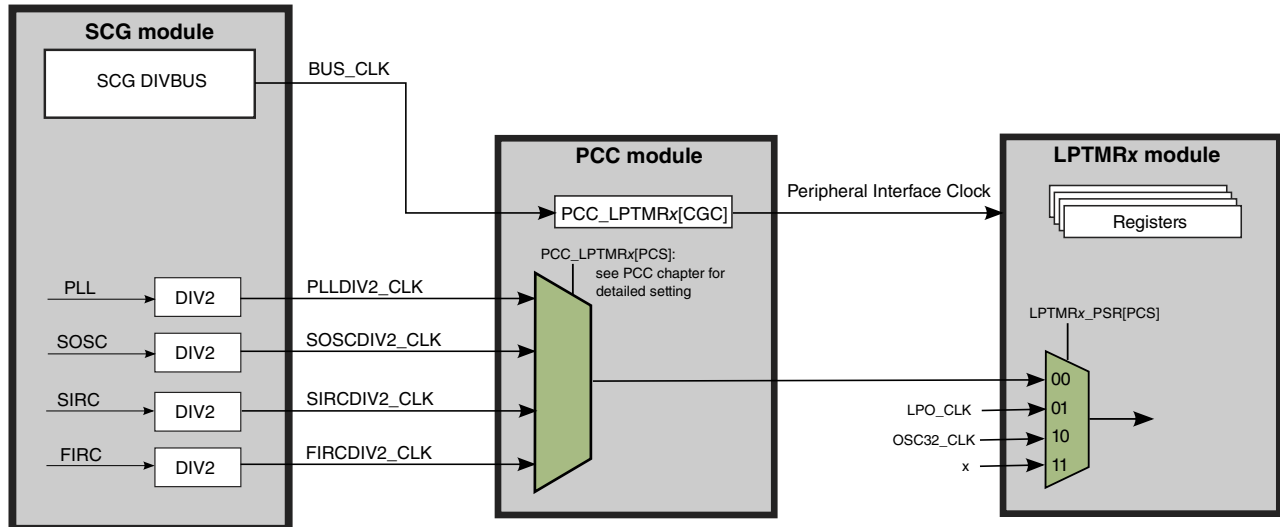 SCG module
SCG DIVBUS
BUS_CLK
PCC module
PCC_LPTMRx[CGC]
Peripheral Interface Clock
LPTMRx module
Registers
PCC_LPTMRx[PCS]:
see PCC chapter for
detailed setting
PLL
DIV2
PLLDIV2_CLK
SOSC
DIV2
SOSCDIV2_CLK
SIRC
DIV2
SIRCDIV2_CLK
FIRC
DIV2
FIRCDIV2_CLK
LPTMRx_PSR[PCS]
00
LPO_CLK
01
OSC32_CLK
10
x
11